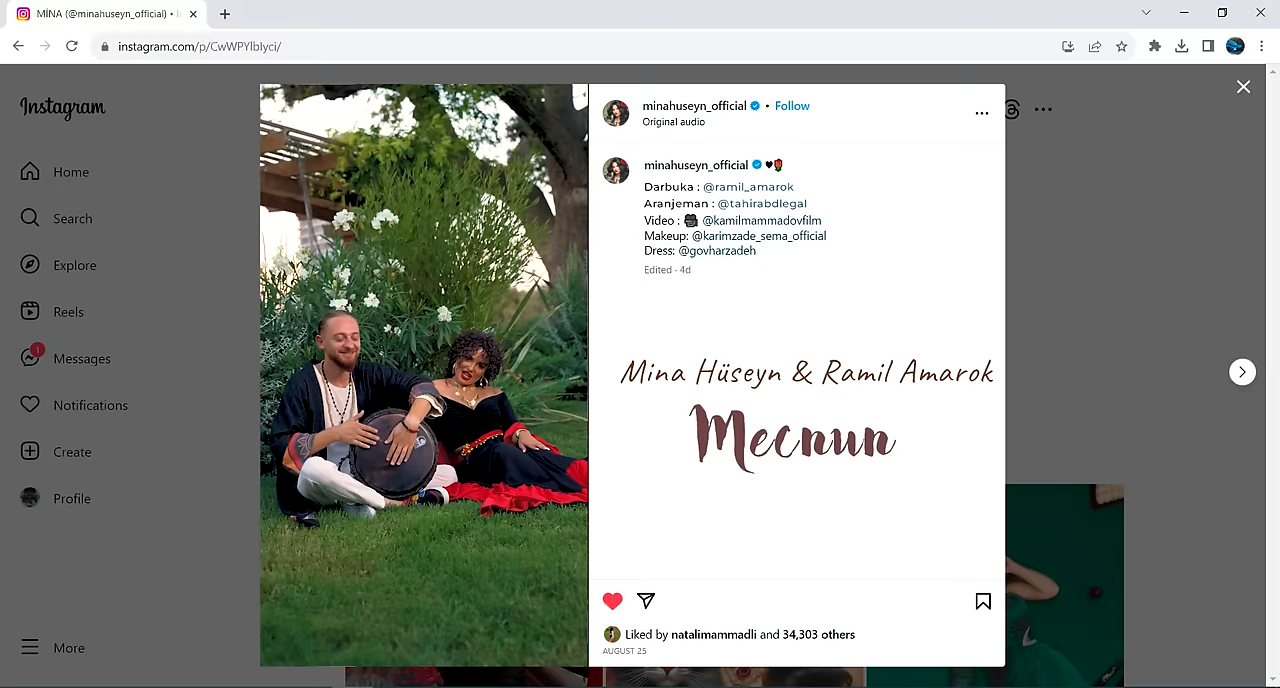 MİNA (@minahuseyn_official) •
instagram.com/p/CwWPYlblyci/
Instagram
Home
Search
Explore
Reels
1
Messages
Notifications
Create
Profile
More
minahuseyn_official • Follow
Original audio
minahuseyn_official ♥🌹
Darbuka : @ramil_amarok
Aranjeman : @tahirabdlegal
Video : 🎥 @kamilmammadovfilm
Makeup: @karimzade_sema_official
Dress: @govharzadeh
Edited · 4d
Mina Hüseyn & Ramil Amarok
Mecnun
Liked by natalimammadli and 34,303 others
AUGUST 25